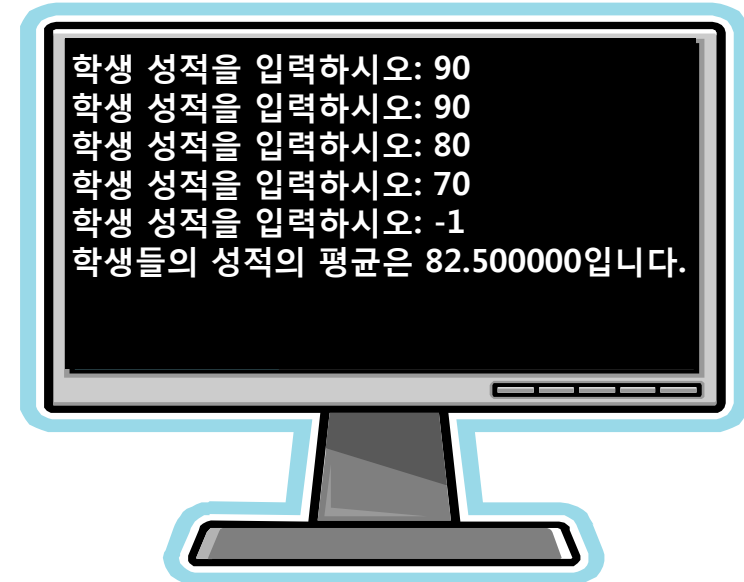 학생 성적을 입력하시오: 90
학생 성적을 입력하시오: 90
학생 성적을 입력하시오: 80
학생 성적을 입력하시오: 70
학생 성적을 입력하시오: -1
학생들의 성적의 평균은 82.500000입니다.